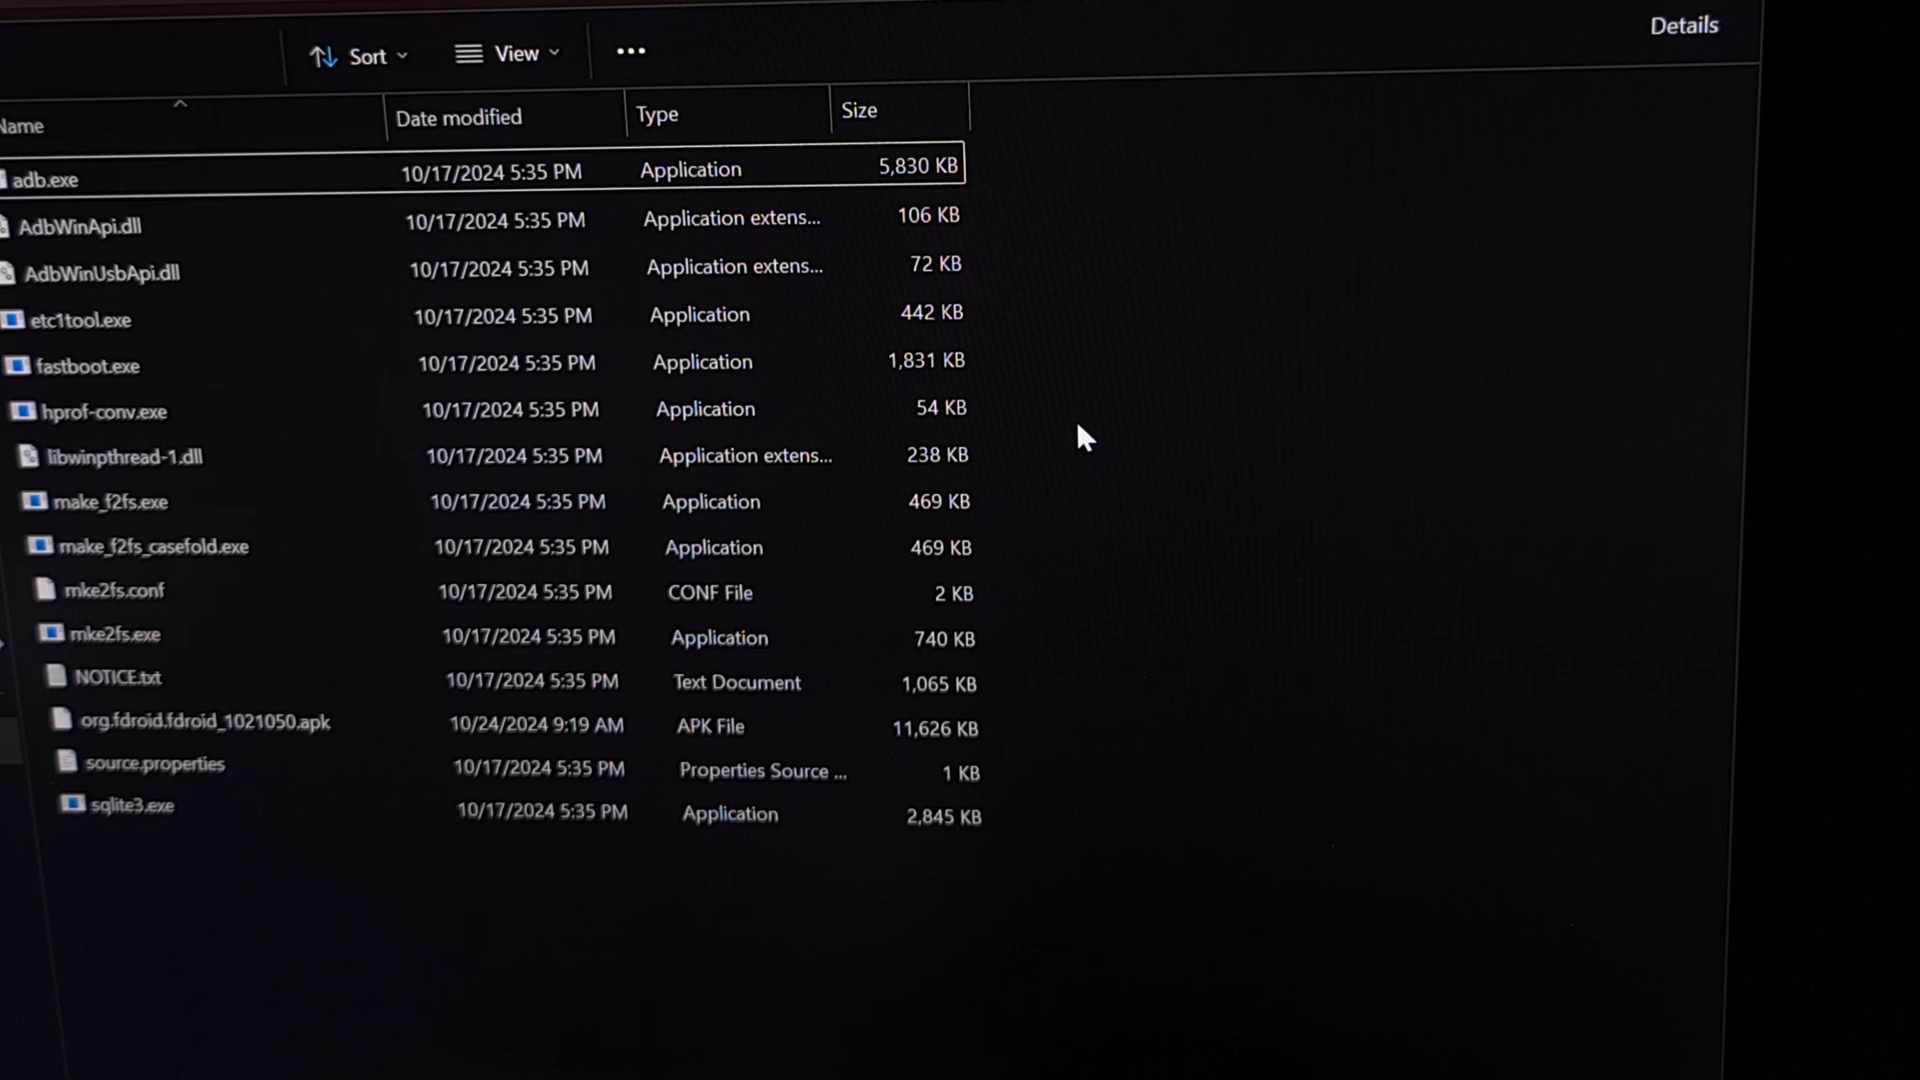 Details
Sort View
Name Date modified Type Size
adb.exe 10/17/2024 5:35 PM Application 5,830 KB
AdbWinApi.dll 10/17/2024 5:35 PM Application extens... 106 KB
AdbWinUsbApi.dll 10/17/2024 5:35 PM Application extens... 72 KB
etc1tool.exe 10/17/2024 5:35 PM Application 442 KB
fastboot.exe 10/17/2024 5:35 PM Application 1,831 KB
hprof-conv.exe 10/17/2024 5:35 PM Application 54 KB
libwinpthread-1.dll 10/17/2024 5:35 PM Application extens... 238 KB
make_f2fs.exe 10/17/2024 5:35 PM Application 469 KB
make_f2fs_casefold.exe 10/17/2024 5:35 PM Application 469 KB
mke2fs.conf 10/17/2024 5:35 PM CONF File 2 KB
mke2fs.exe 10/17/2024 5:35 PM Application 740 KB
NOTICE.txt 10/17/2024 5:35 PM Text Document 1,065 KB
org.fdroid.fdroid_1021050.apk 10/24/2024 9:19 AM APK File 11,626 KB
source.properties 10/17/2024 5:35 PM Properties Source ... 1 KB
sqlite3.exe 10/17/2024 5:35 PM Application 2,845 KB